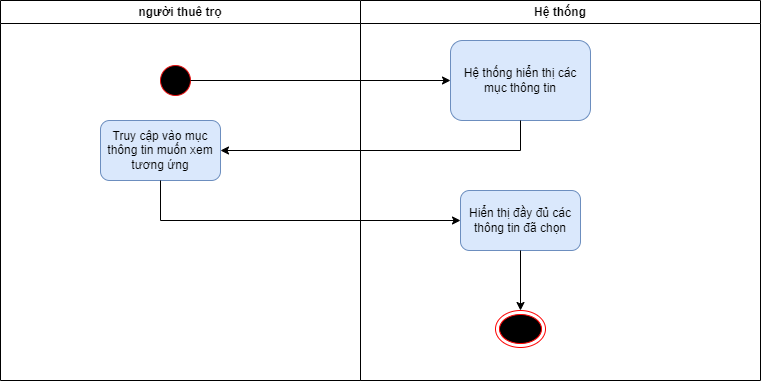 người thuê trọ
Hệ thống
Hệ thống hiển thị các
mục thông tin
Truy cập vào mục
thông tin muốn xem
tương ứng
Hiển thị đầy đủ các
thông tin đã chọn